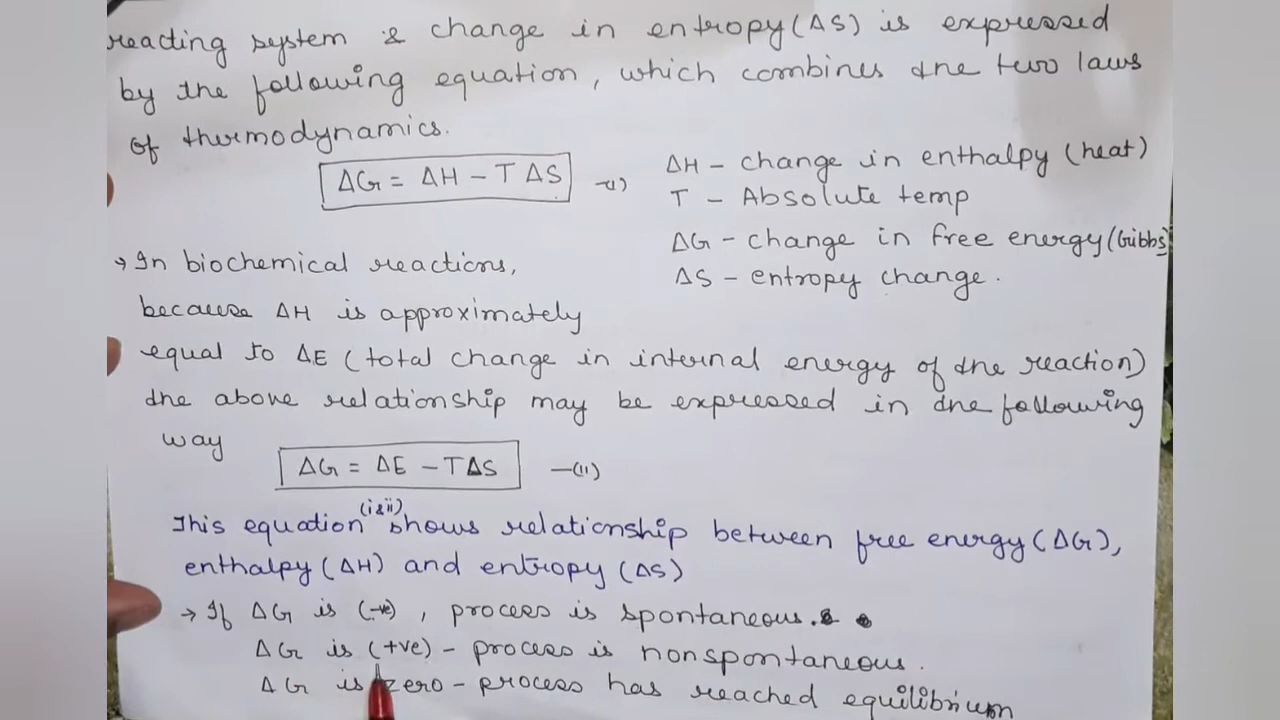 reacting system & change in entropy (ΔS) is expressed
by the following equation, which combines the two laws
of thermodynamics.
ΔG = ΔH - T ΔS -(1)
ΔH - change in enthalpy (heat)
T - Absolute temp
ΔG - change in free energy (Gibbs)
ΔS - entropy change.
→ In biochemical reactions,
because ΔH is approximately
equal to ΔE (total change in internal energy of the reaction)
the above relationship may be expressed in the following
way
ΔG = ΔE - TΔS -(11)
This equation (i&ii) shows relationship between free energy (ΔG),
enthalpy (ΔH) and entropy (ΔS)
→ If ΔG is (-ve), process is spontaneous.
ΔG is (+ve) - process is nonspontaneous.
ΔG is zero - process has reached equilibrium